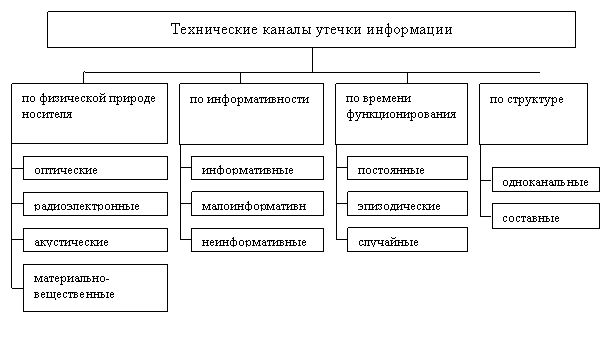 Технические каналы утечки информации
по физической природе
носителя
оптические
радиоэлектронные
акустические
материально-
вещественные
по информативности
информативные
малоинформативн
неинформативные
по времени
функционирования
постоянные
эпизодические
случайные
по структуре
одноканальные
составные